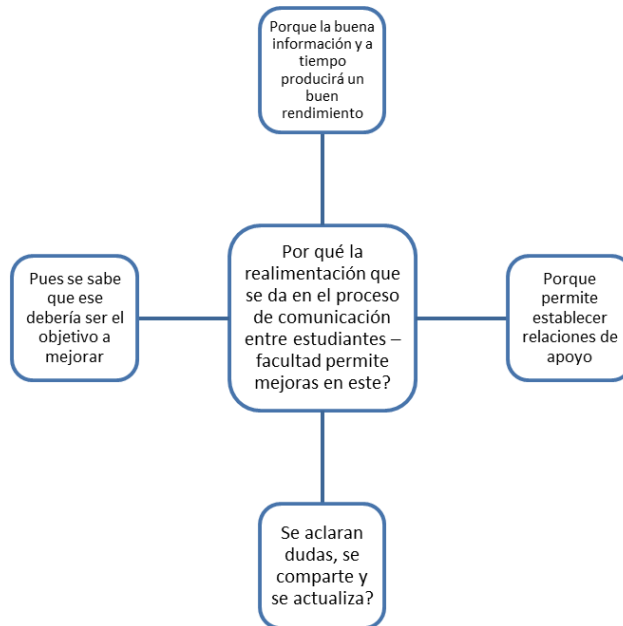 Porque la buena
información y a
tiempo
producirá un
buen
rendimiento
Por qué la
realimentación que
se da en el proceso
de comunicación
entre estudiantes –
facultad permite
mejoras en este?
Pues se sabe
que ese
debería ser el
objetivo a
mejorar
Porque
permite
establecer
relaciones de
apoyo
Se aclaran
dudas, se
comparte y
se actualiza?